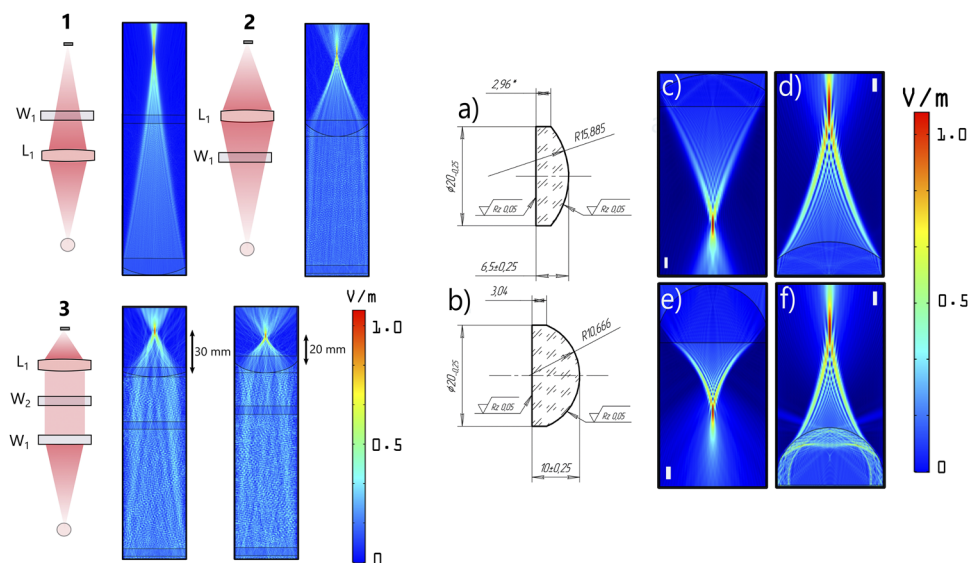 1
W1
L1
2
L1
W1
3
L1
W2
W1
30 mm
20 mm
V/m
1.0
0.5
0
a)
2,96*
R15,885
⌀20-0,25
Rz 0,05
Rz 0,05
6,5±0,25
b)
3,04
R10,666
⌀20-0,25
Rz 0,05
Rz 0,05
10±0,25
c)
d)
e)
f)
V/m
1.0
0.5
0